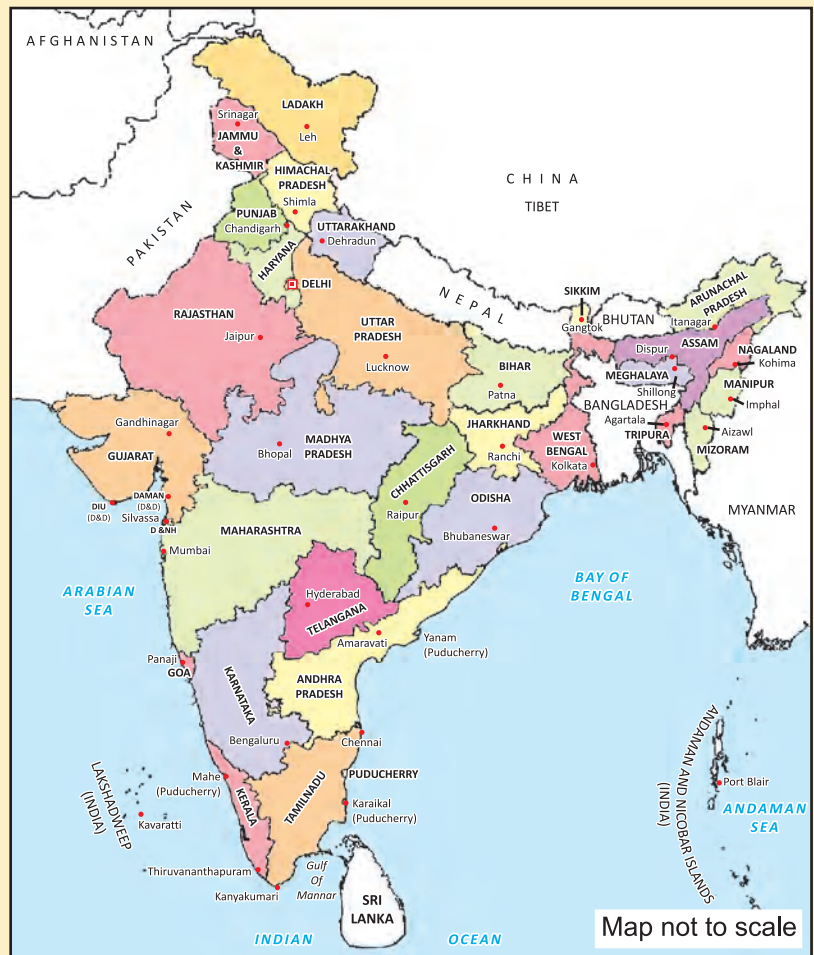 AFGHANISTAN
LADAKH
Srinagar
Leh
JAMMU
&
KASHMIR
HIMACHAL
PRADESH
Shimla
CHINA
TIBET
PAKISTAN
PUNJAB
Chandigarh
UTTARAKHAND
Dehradun
HARYANA
DELHI
NEPAL
SIKKIM
Gangtok
BHUTAN
ARUNACHAL
PRADESH
Itanagar
RAJASTHAN
Jaipur
UTTAR
PRADESH
Lucknow
BIHAR
Patna
Dispur
ASSAM
NAGALAND
Kohima
MEGHALAYA
Shillong
MANIPUR
Imphal
BANGLADESH
Agartala
TRIPURA
Aizawl
MIZORAM
Gandhinagar
GUJARAT
Bhopal
MADHYA
PRADESH
JHARKHAND
Ranchi
WEST
BENGAL
Kolkata
CHHATTISGARH
Raipur
ODISHA
Bhubaneswar
MYANMAR
DIU
(D&D)
DAMAN
(D&D)
Silvassa
D &NH
Mumbai
MAHARASHTRA
ARABIAN
SEA
BAY OF
BENGAL
Hyderabad
TELANGANA
Amaravati
Yanam
(Puducherry)
Panaji
GOA
KARNATAKA
ANDHRA
PRADESH
Bengaluru
Chennai
Mahe
(Puducherry)
PUDUCHERRY
Karaikal
(Puducherry)
KERALA
TAMILNADU
LAKSHADWEEP
(INDIA)
Kavaratti
ANDAMAN AND NICOBAR ISLANDS
(INDIA)
Port Blair
ANDAMAN
SEA
Thiruvananthapuram
Kanyakumari
Gulf
Of
Mannar
SRI
LANKA
INDIAN OCEAN
Map not to scale